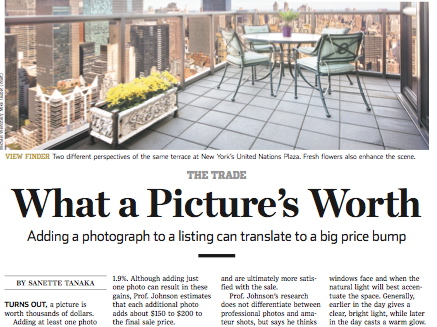 VIEW FINDER Two different perspectives of the same terrace at New York's United Nations Plaza. Fresh flowers also enhance the scene.
THE TRADE
What a Picture's Worth
Adding a photograph to a listing can translate to a big price bump
BY SANETTE TANAKA
TURNS OUT, a picture is
worth thousands of dollars.
Adding at least one photo
1.9%. Although adding just
one photo can result in these
gains, Prof. Johnson estimates
that each additional photo
adds about $150 to $200 to
the final sale price.
and are ultimately more satis-
fied with the sale.
Prof. Johnson's research
does not differentiate between
professional photos and ama-
teur shots, but says he thinks
windows face and when the
natural light will best accen-
tuate the space. Generally,
earlier in the day gives a
clear, bright light, while later
in the day casts a warm glow.